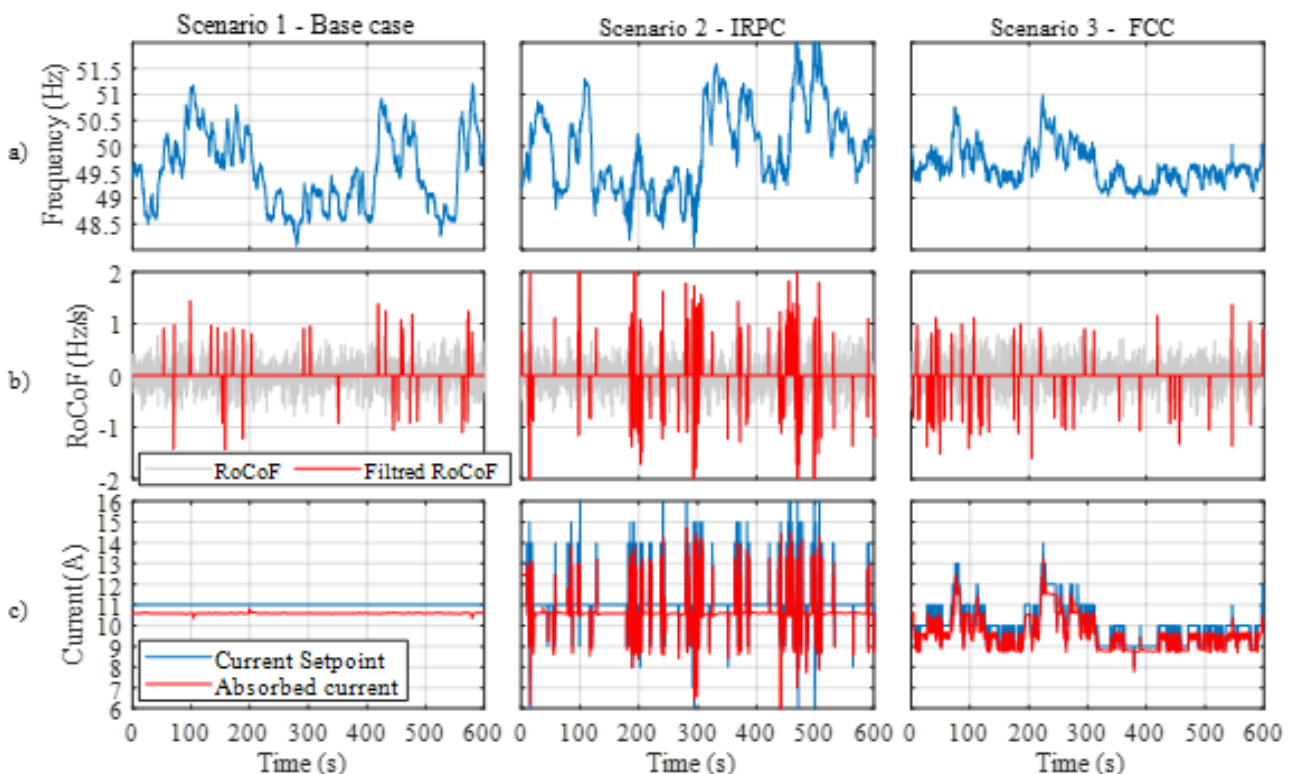 Scenario 1 - Base case
Scenario 2 - IRPC
Scenario 3 - FCC
a)
Frequency (Hz)
51.5
51
50.5
50
49.5
49
48.5
b)
RoCoF (Hz/s)
2
1
0
-1
-2
RoCoF
Filtred RoCoF
c)
Current(A)
16
15
14
13
12
11
10
9
8
7
6
Current Setpoint
Absorbed current
0 100 200 300 400 500 600
0 200 400 600
0 100 200 300 400 500 600
Time (s)
Time (s)
Time (s)